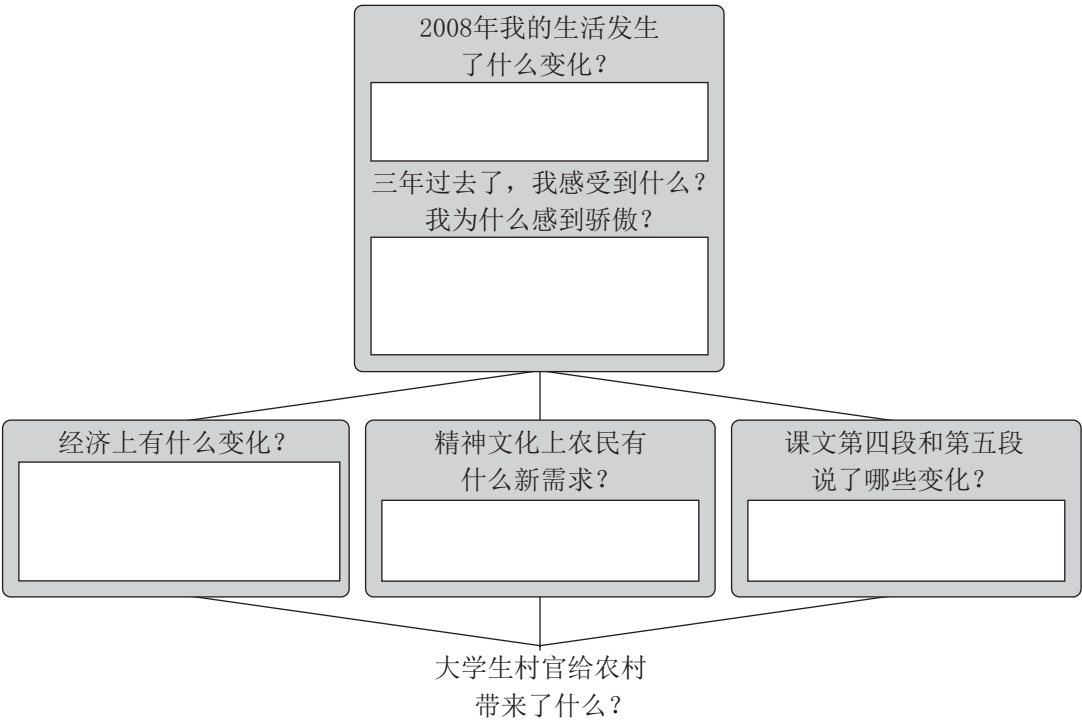 2008年我的生活发生
了什么变化？
三年过去了，我感受到什么？
我为什么感到骄傲？
经济上有什么变化？
精神文化上农民有
什么新需求？
课文第四段和第五段
说了哪些变化？
大学生村官给农村
带来了什么？